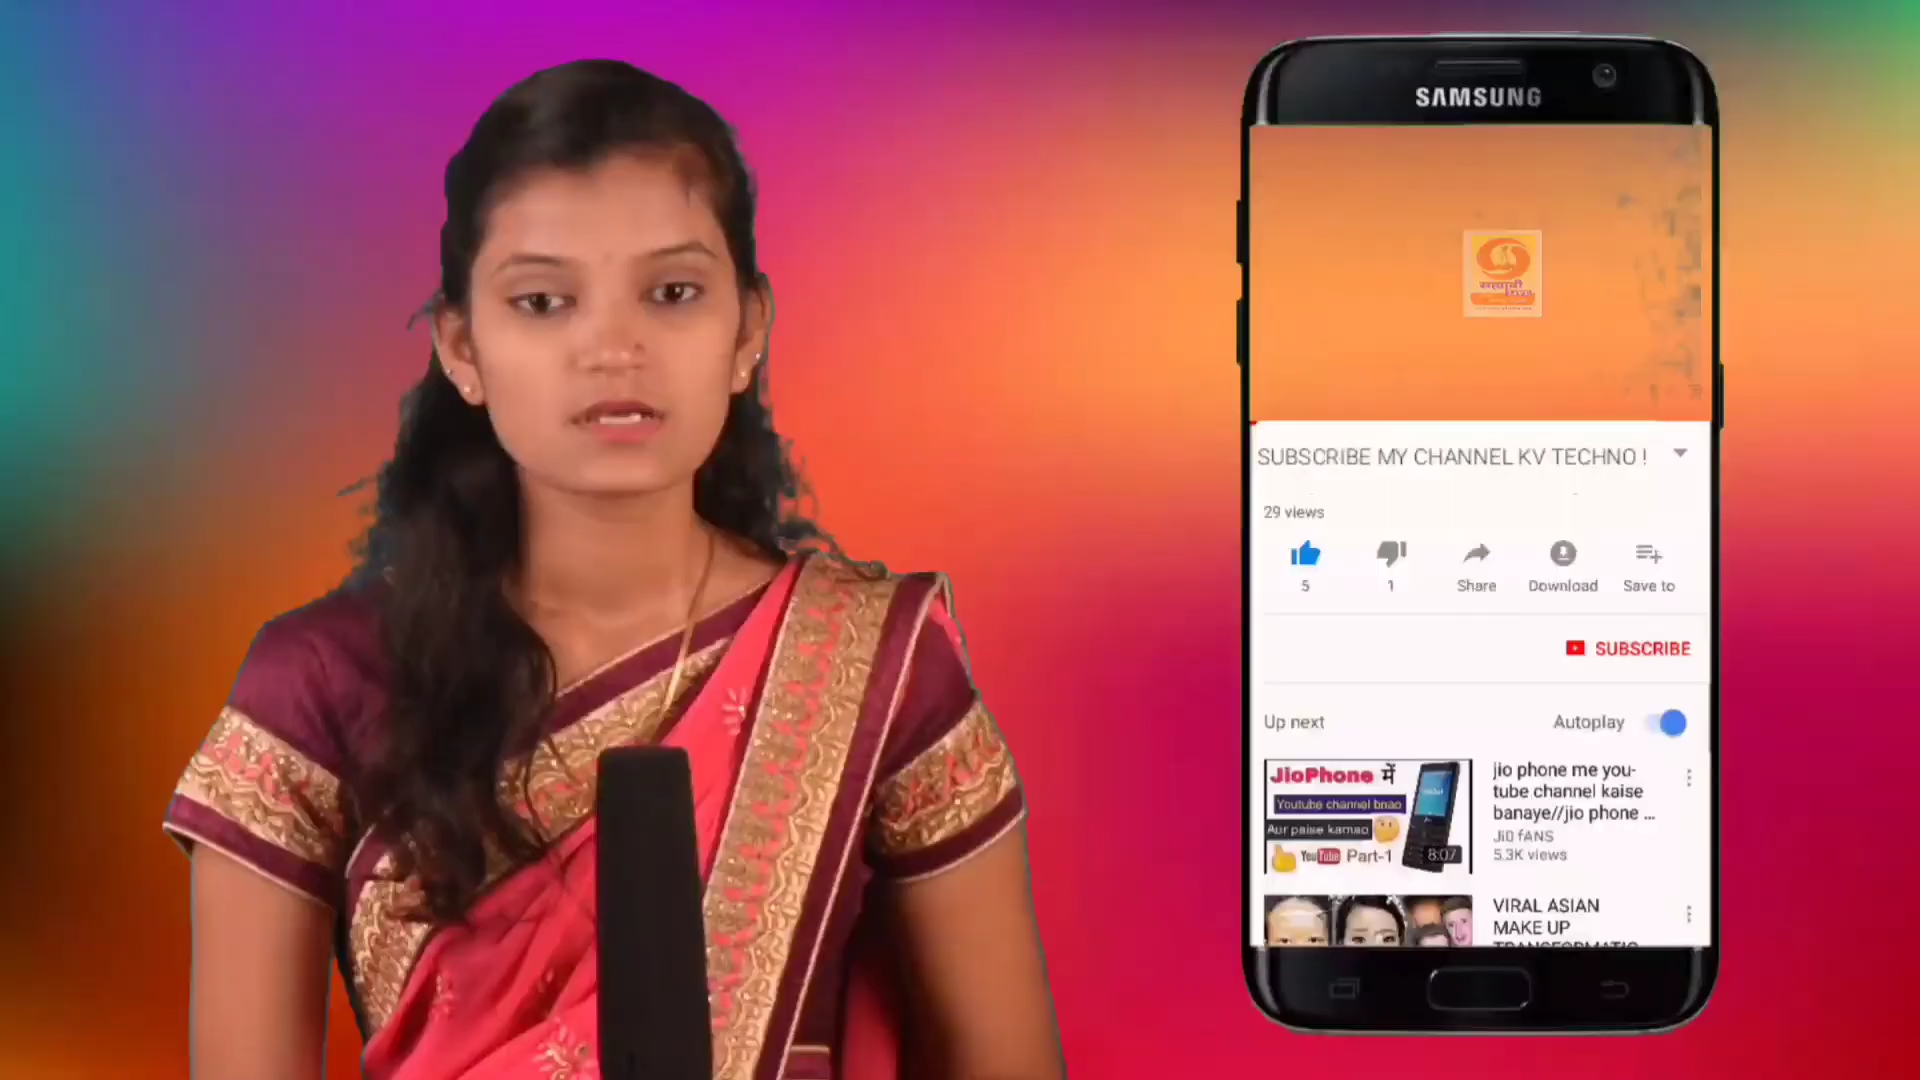 SAMSUNG
SUBSCRIBE MY CHANNEL KV TECHNO !
29 views
5
1
Share
Download
Save to
SUBSCRIBE
Up next
Autoplay
JioPhone में
Youtube channel bnao
Aur paise kamao
YouTube Part-1
8:07
jio phone me you-
tube channel kaise
banaye//jio phone ...
JiO fANS
5.3K views
VIRAL ASIAN
MAKE UP
TRANSFORMATIO